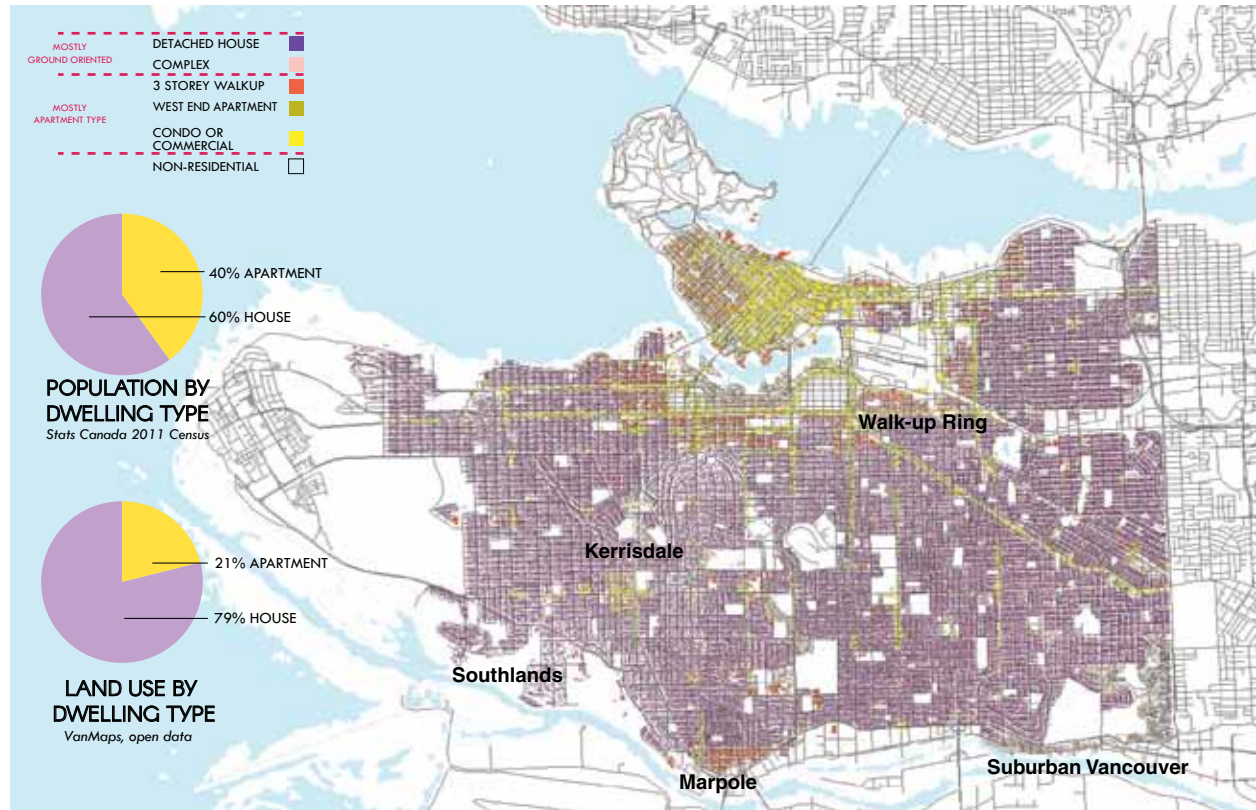 MOSTLY
GROUND ORIENTED
DETACHED HOUSE
COMPLEX
MOSTLY
APARTMENT TYPE
3 STOREY WALKUP
WEST END APARTMENT
CONDO OR
COMMERCIAL
NON-RESIDENTIAL
40% APARTMENT
60% HOUSE
POPULATION BY
DWELLING TYPE
Stats Canada 2011 Census
21% APARTMENT
79% HOUSE
LAND USE BY
DWELLING TYPE
VanMaps, open data
Walk-up Ring
Kerrisdale
Southlands
Marpole
Suburban Vancouver